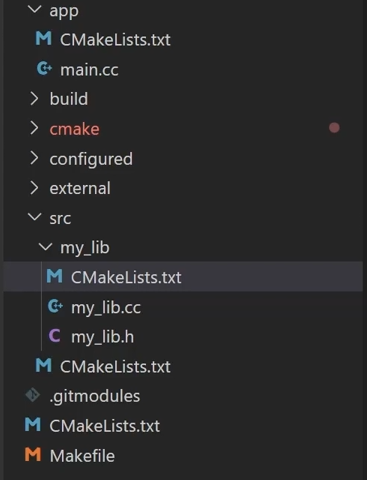 app
CMakeLists.txt
main.cc
build
cmake
configured
external
src
my_lib
CMakeLists.txt
my_lib.cc
my_lib.h
CMakeLists.txt
.gitmodules
CMakeLists.txt
Makefile